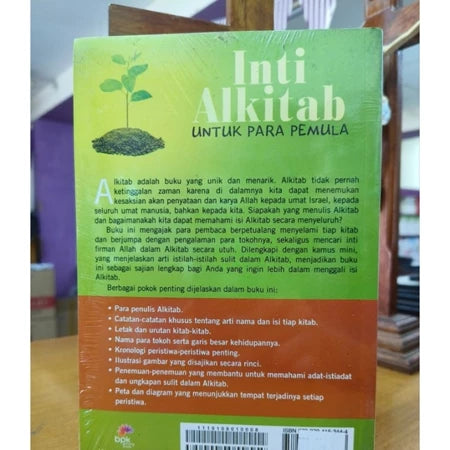 Inti
Alkitab
UNTUK PARA PEMULA
Alkitab adalah buku yang unik dan menarik. Alkitab tidak pernah
ketinggalan zaman karena di dalamnya kita dapat menemukan
kesaksian akan penyataan dan karya Allah kepada umat Israel, kepada
seluruh umat manusia, bahkan kepada kita. Siapakah yang menulis Alkitab
dan bagaimanakah kita dapat memahami isi Alkitab secara menyeluruh?
Buku ini mengajak para pembaca berpetualang menyelami tiap kitab
dan berjumpa dengan pengalaman para tokohnya, sekaligus mencari inti
firman Allah dalam Alkitab secara utuh. Dilengkapi dengan kamus mini,
yang menjelaskan arti istilah-istilah sulit dalam Alkitab, menjadikan buku
ini sebagai sajian lengkap bagi Anda yang ingin lebih dalam menggali isi
Alkitab.
Berbagai pokok penting dijelaskan dalam buku ini:
• Para penulis Alkitab.
• Catatan-catatan khusus tentang arti nama dan isi tiap kitab.
• Letak dan urutan kitab-kitab.
• Nama para tokoh serta garis besar kehidupannya.
• Kronologi peristiwa-peristiwa penting.
• Ilustrasi gambar yang disajikan secara rinci.
• Penemuan-penemuan yang membantu untuk memahami adat-istiadat
dan ungkapan sulit dalam Alkitab.
• Peta dan diagram yang menunjukkan tempat terjadinya setiap
peristiwa.
bpk
ISBN